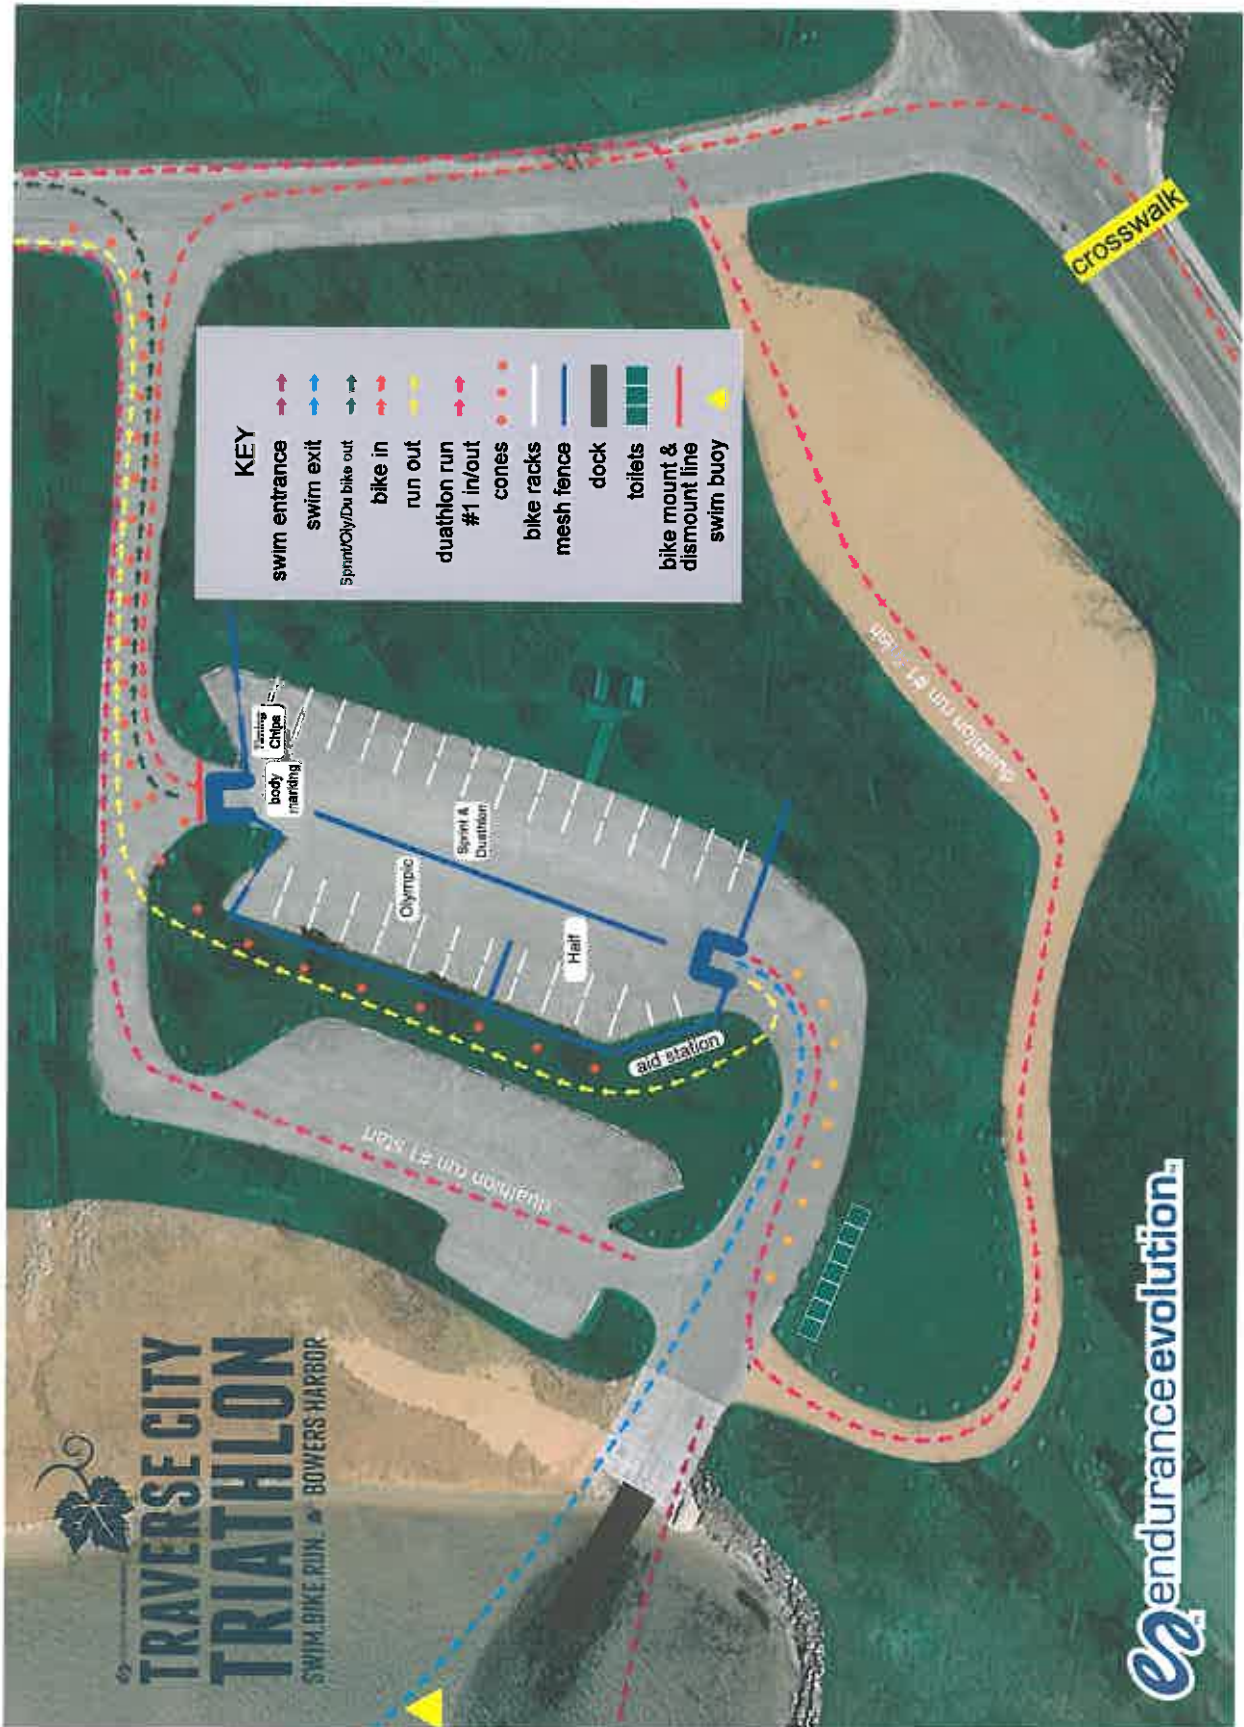 TRAVERSE CITY
TRIATHLON
SWIM.BIKE.RUN. BOWERS HARBOR
KEY
swim entrance
swim exit
Sprint/Oly/Du bike out
bike in
run out
duathlon run
#1 in/out
cones
bike racks
mesh fence
dock
toilets
bike mount &
dismount line
swim buoy
crosswalk
Chips
body
marking
Sprint &
Duathlon
Olympic
Half
aid station
duathlon run #1 start
duathlon run #1
enduranceevolution